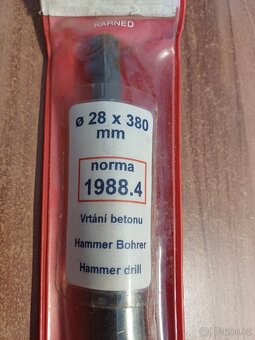 KARNED
ø 28 x 380
mm
norma
1988.4
Vrtání betonu
Hammer Bohrer
Hammer drill